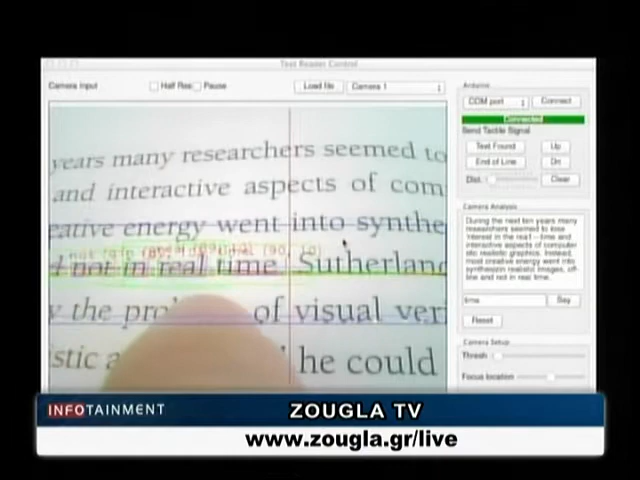 Text Reader Control
Camera Input
Half Res
Pause
Load file
Camera 1
Arduino
COM port
Connect
Connected
Send Tactile Signal
Text Found
Up
End of Line
Dn
Dist.
Clear
years many researchers seemed to
and interactive aspects of com
eative energy went into synthe
d not in real time. Sutherland
y the pro
of visual veri
stic a
he could
Camera Analysis
During the next ten years many
researchers seemed to lose
interest in the real-time and
interactive aspects of computer
Instead,
most creative energy went into
synthesizin realistic images, off-
line and not in real time.
time.
Say
Reset
Camera Setup
Thresh
Focus location
INFOTAINMENT
ZOUGLA TV
www.zougla.gr/live